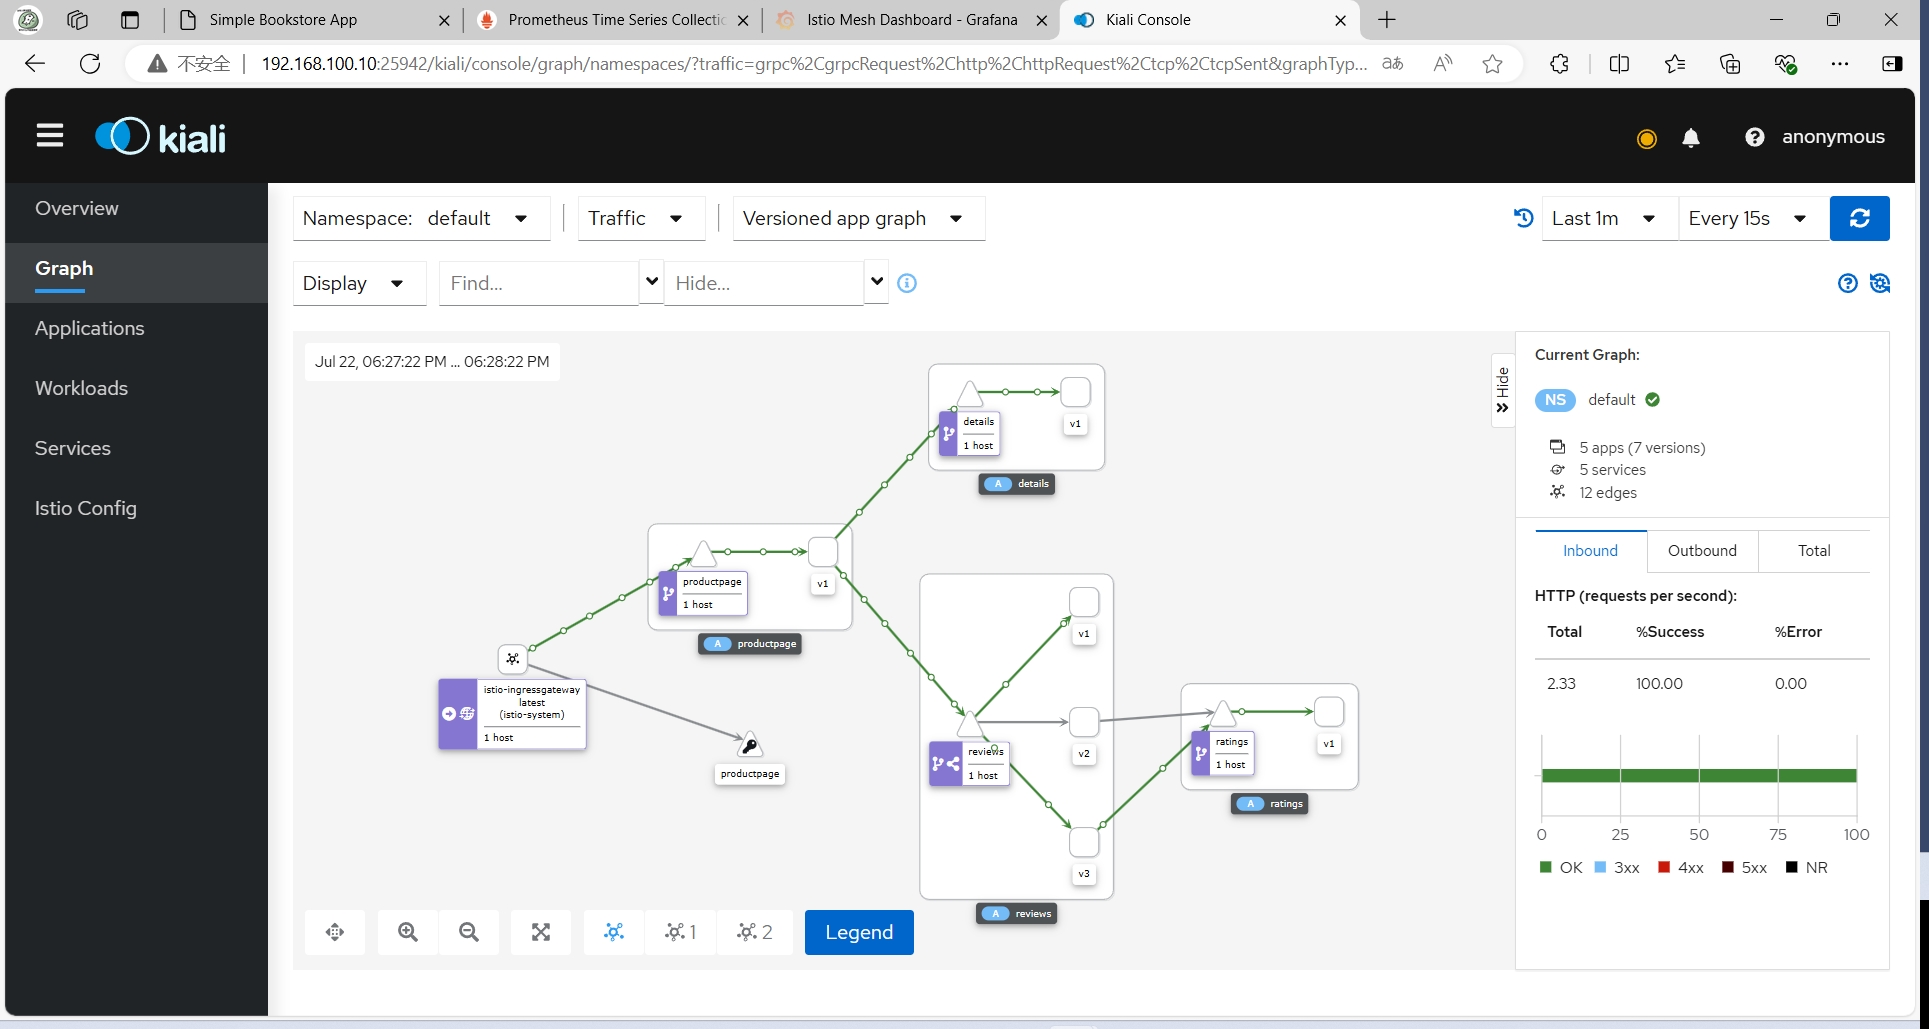 Simple Bookstore App
Prometheus Time Series Collectio
Istio Mesh Dashboard - Grafana
Kiali Console
不安全
192.168.100.10:25942/kiali/console/graph/namespaces/?traffic=grpc%2CgrpcRequest%2Chttp%2ChttpRequest%2Ctcp%2CtcpSent&graphTyp...
aあ
A
kiali
anonymous
Overview
Graph
Applications
Workloads
Services
Istio Config
Namespace: default
Traffic
Versioned app graph
Last 1m
Every 15s
Display
Find...
Hide...
Jul 22, 06:27:22 PM ... 06:28:22 PM
details
1 host
v1
A details
productpage
1 host
v1
A productpage
istio-ingressgateway
latest
(istio-system)
1 host
productpage
v1
reviews
1 host
v2
v3
A reviews
ratings
1 host
v1
A ratings
1
2
Legend
Hide
Current Graph:
NS default
5 apps (7 versions)
5 services
12 edges
Inbound
Outbound
Total
HTTP (requests per second):
Total %Success %Error
2.33 100.00 0.00
0 25 50 75 100
OK 3xx 4xx 5xx NR